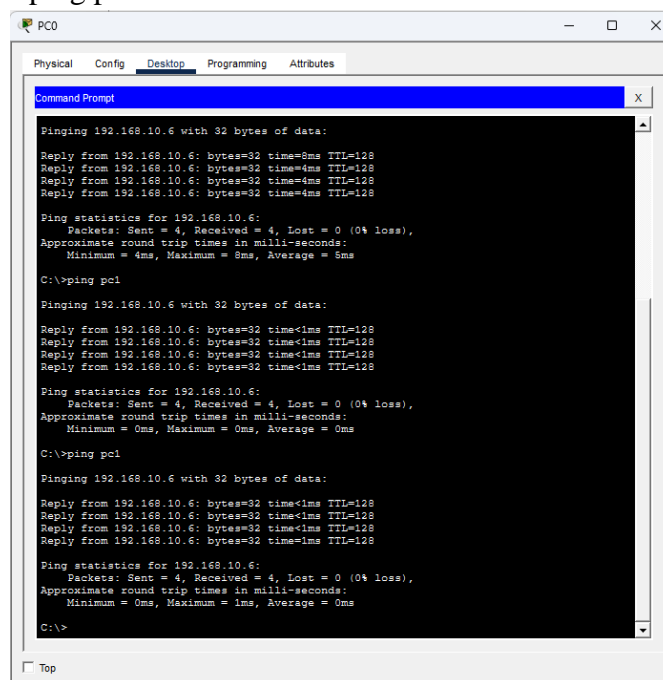 PC0
Physical Config Desktop Programming Attributes
Command Prompt X
Pinging 192.168.10.6 with 32 bytes of data:
Reply from 192.168.10.6: bytes=32 time=8ms TTL=128
Reply from 192.168.10.6: bytes=32 time=4ms TTL=128
Reply from 192.168.10.6: bytes=32 time=4ms TTL=128
Reply from 192.168.10.6: bytes=32 time=4ms TTL=128
Ping statistics for 192.168.10.6:
Packets: Sent = 4, Received = 4, Lost = 0 (0% loss),
Approximate round trip times in milli-seconds:
Minimum = 4ms, Maximum = 8ms, Average = 5ms
C:\>ping pc1
Pinging 192.168.10.6 with 32 bytes of data:
Reply from 192.168.10.6: bytes=32 time<1ms TTL=128
Reply from 192.168.10.6: bytes=32 time<1ms TTL=128
Reply from 192.168.10.6: bytes=32 time<1ms TTL=128
Reply from 192.168.10.6: bytes=32 time<1ms TTL=128
Ping statistics for 192.168.10.6:
Packets: Sent = 4, Received = 4, Lost = 0 (0% loss),
Approximate round trip times in milli-seconds:
Minimum = 0ms, Maximum = 0ms, Average = 0ms
C:\>ping pc1
Pinging 192.168.10.6 with 32 bytes of data:
Reply from 192.168.10.6: bytes=32 time<1ms TTL=128
Reply from 192.168.10.6: bytes=32 time<1ms TTL=128
Reply from 192.168.10.6: bytes=32 time<1ms TTL=128
Reply from 192.168.10.6: bytes=32 time=1ms TTL=128
Ping statistics for 192.168.10.6:
Packets: Sent = 4, Received = 4, Lost = 0 (0% loss),
Approximate round trip times in milli-seconds:
Minimum = 0ms, Maximum = 1ms, Average = 0ms
C:\>
Top